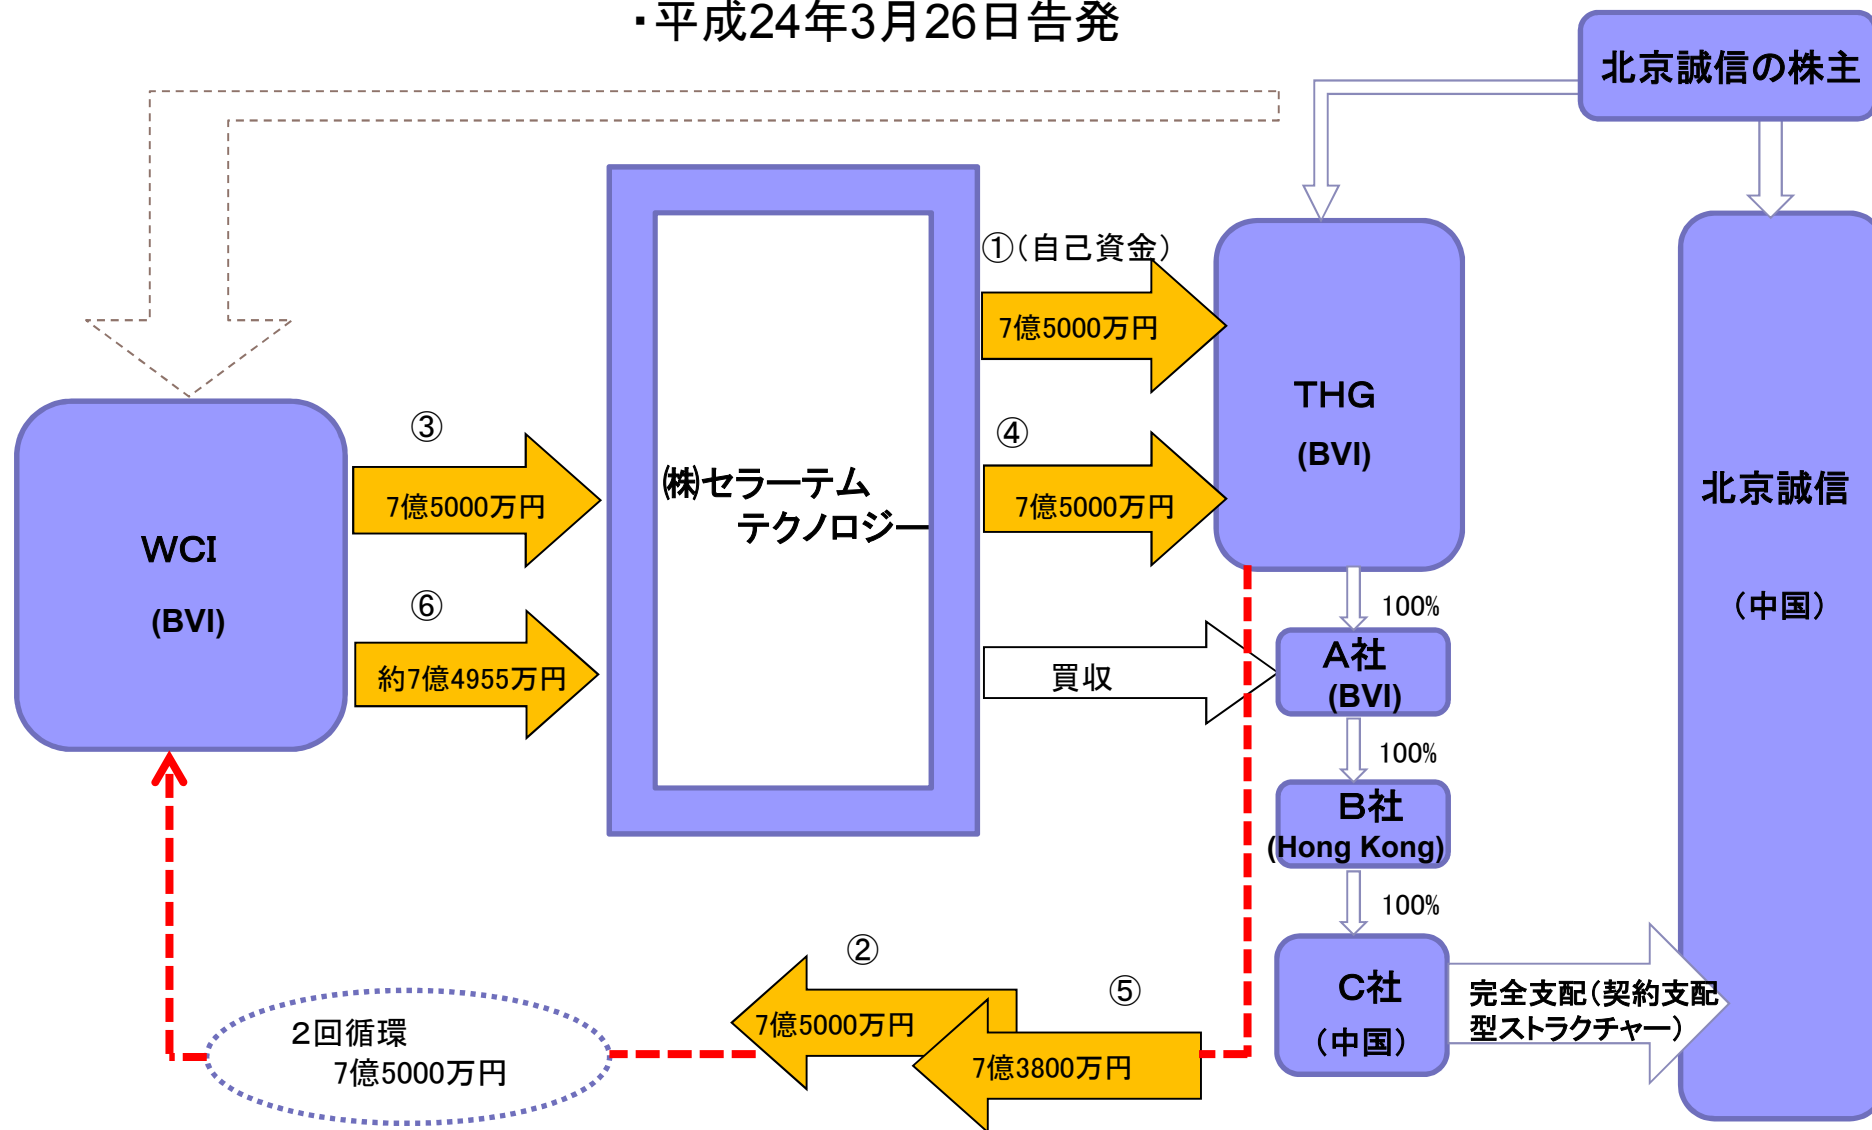 ・平成24年3月26日告発
北京誠信の株主
①(自己資金)
7億5000万円
THG
(BVI)
③
7億5000万円
④
7億5000万円
㈱セラーテム
テクノロジー
北京誠信
(中国)
WCI
(BVI)
⑥
約7億4955万円
100%
買収
A社
(BVI)
100%
B社
(Hong Kong)
100%
②
7億5000万円
⑤
7億3800万円
C社
(中国)
完全支配(契約支配
型ストラクチャー)
2回循環
7億5000万円